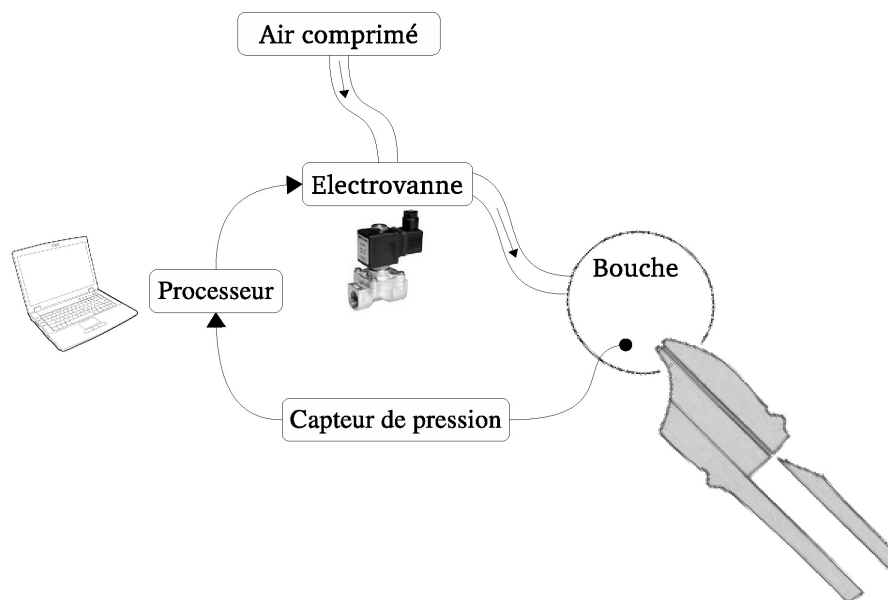 Air comprimé
Electrovanne
Bouche
Processeur
Capteur de pression